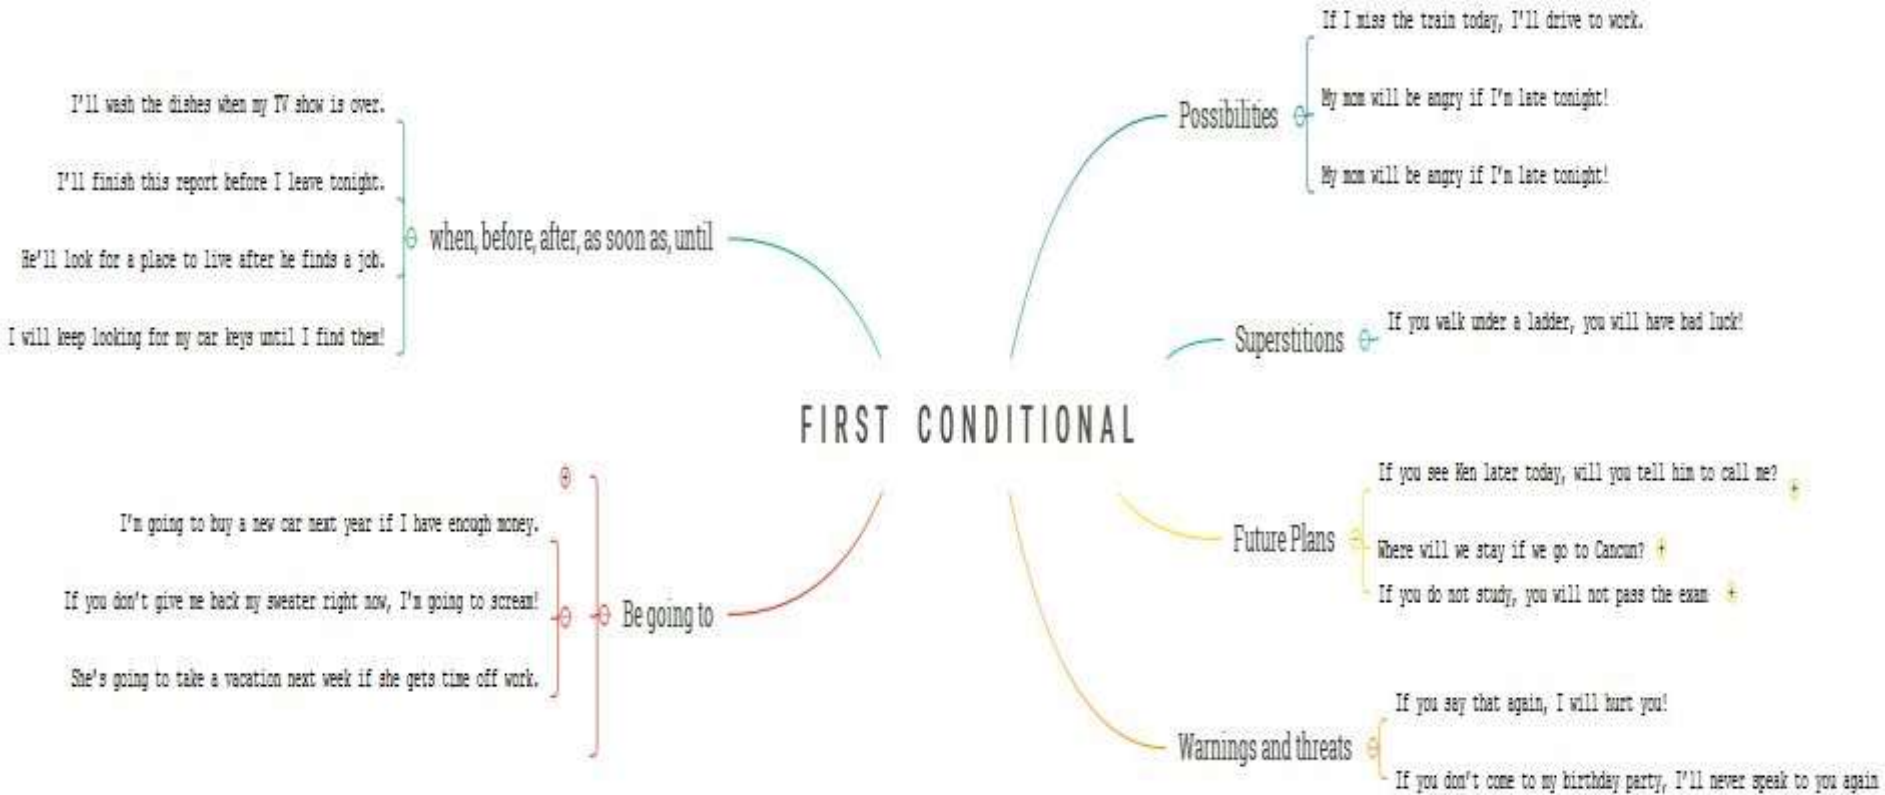 FIRST CONDITIONAL
Possibilities
If I miss the train today, I'll drive to work.
My mom will be angry if I'm late tonight!
My mom will be angry if I'm late tonight!
Superstitions
If you walk under a ladder, you will have bad luck!
Future Plans
If you see Ken later today, will you tell him to call me?
Where will we stay if we go to Cancun?
If you do not study, you will not pass the exam
Warnings and threats
If you say that again, I will hurt you!
If you don't come to my birthday party, I'll never speak to you again
when, before, after, as soon as, until
I'll wash the dishes when my TV show is over.
I'll finish this report before I leave tonight.
He'll look for a place to live after he finds a job.
I will keep looking for my car keys until I find them!
Be going to
I'm going to buy a new car next year if I have enough money.
If you don't give me back my sweater right now, I'm going to scream!
She's going to take a vacation next week if she gets time off work.